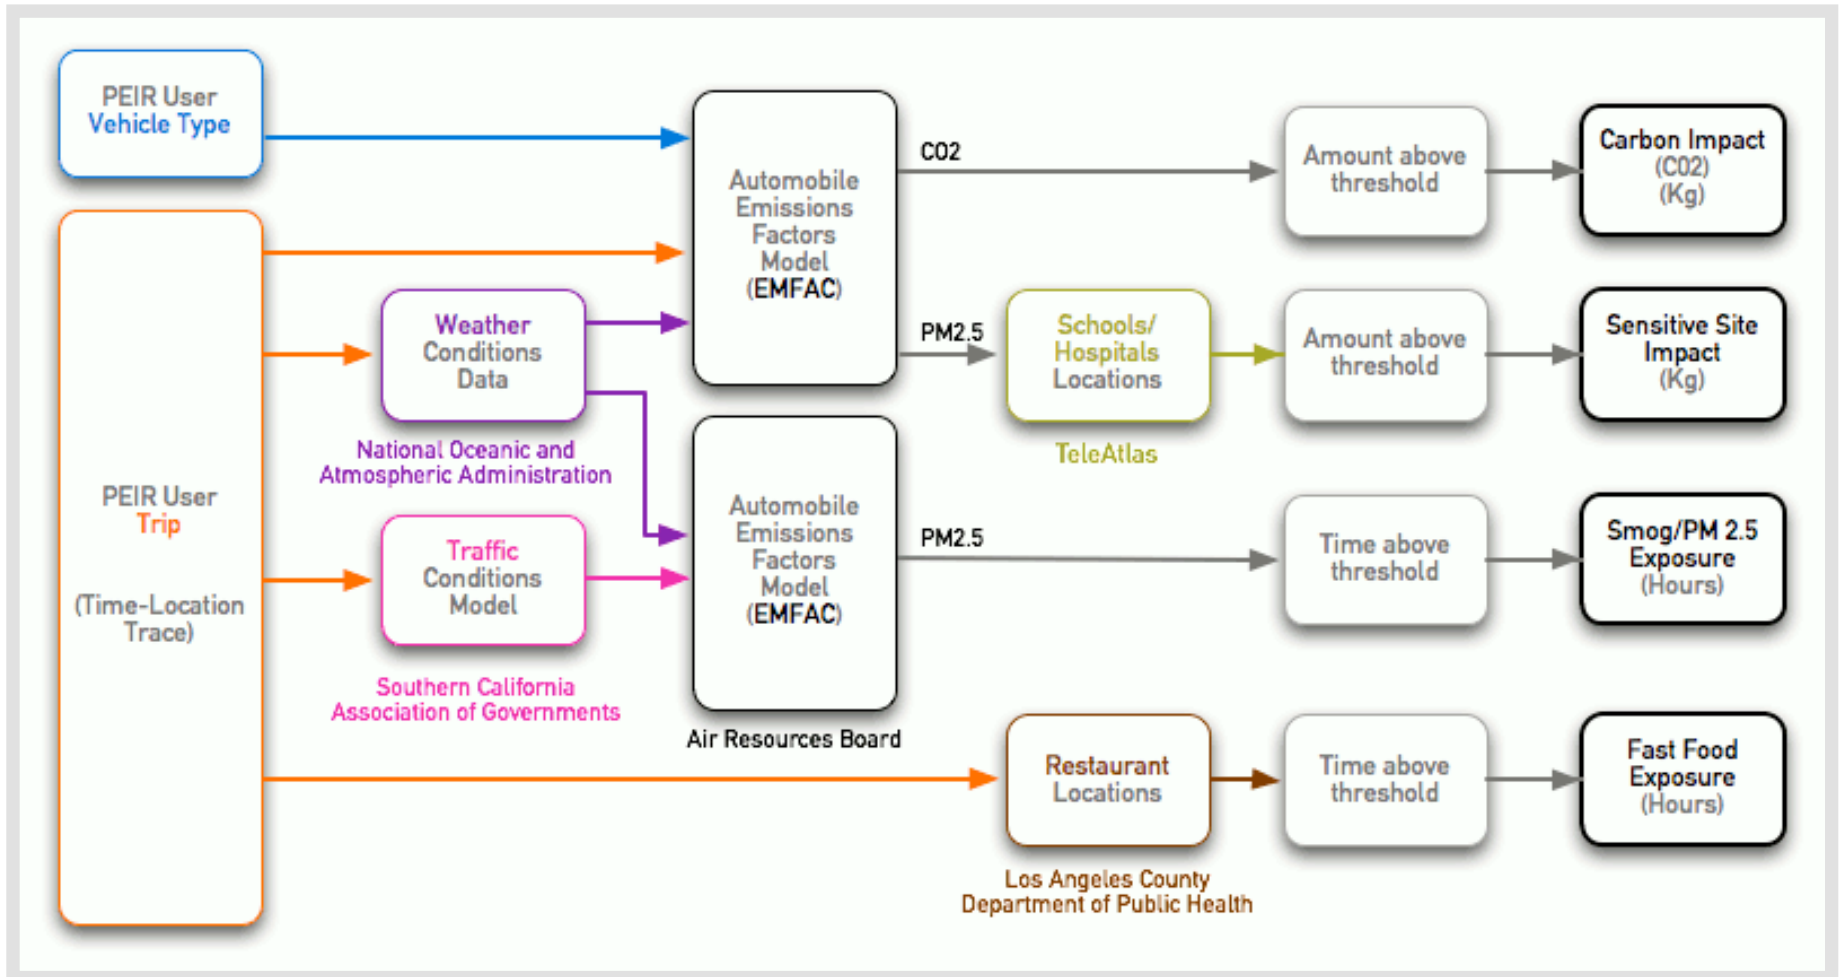 PEIR User
Vehicle Type
PEIR User
Trip
(Time-Location
Trace)
Weather
Conditions
Data
National Oceanic and
Atmospheric Administration
Traffic
Conditions
Model
Southern California
Association of Governments
Automobile
Emissions
Factors
Model
(EMFAC)
Automobile
Emissions
Factors
Model
(EMFAC)
Air Resources Board
CO2
PM2.5
PM2.5
Schools/
Hospitals
Locations
TeleAtlas
Restaurant
Locations
Los Angeles County
Department of Public Health
Amount above
threshold
Amount above
threshold
Time above
threshold
Time above
threshold
Carbon Impact
(CO2)
(Kg)
Sensitive Site
Impact
(Kg)
Smog/PM 2.5
Exposure
(Hours)
Fast Food
Exposure
(Hours)